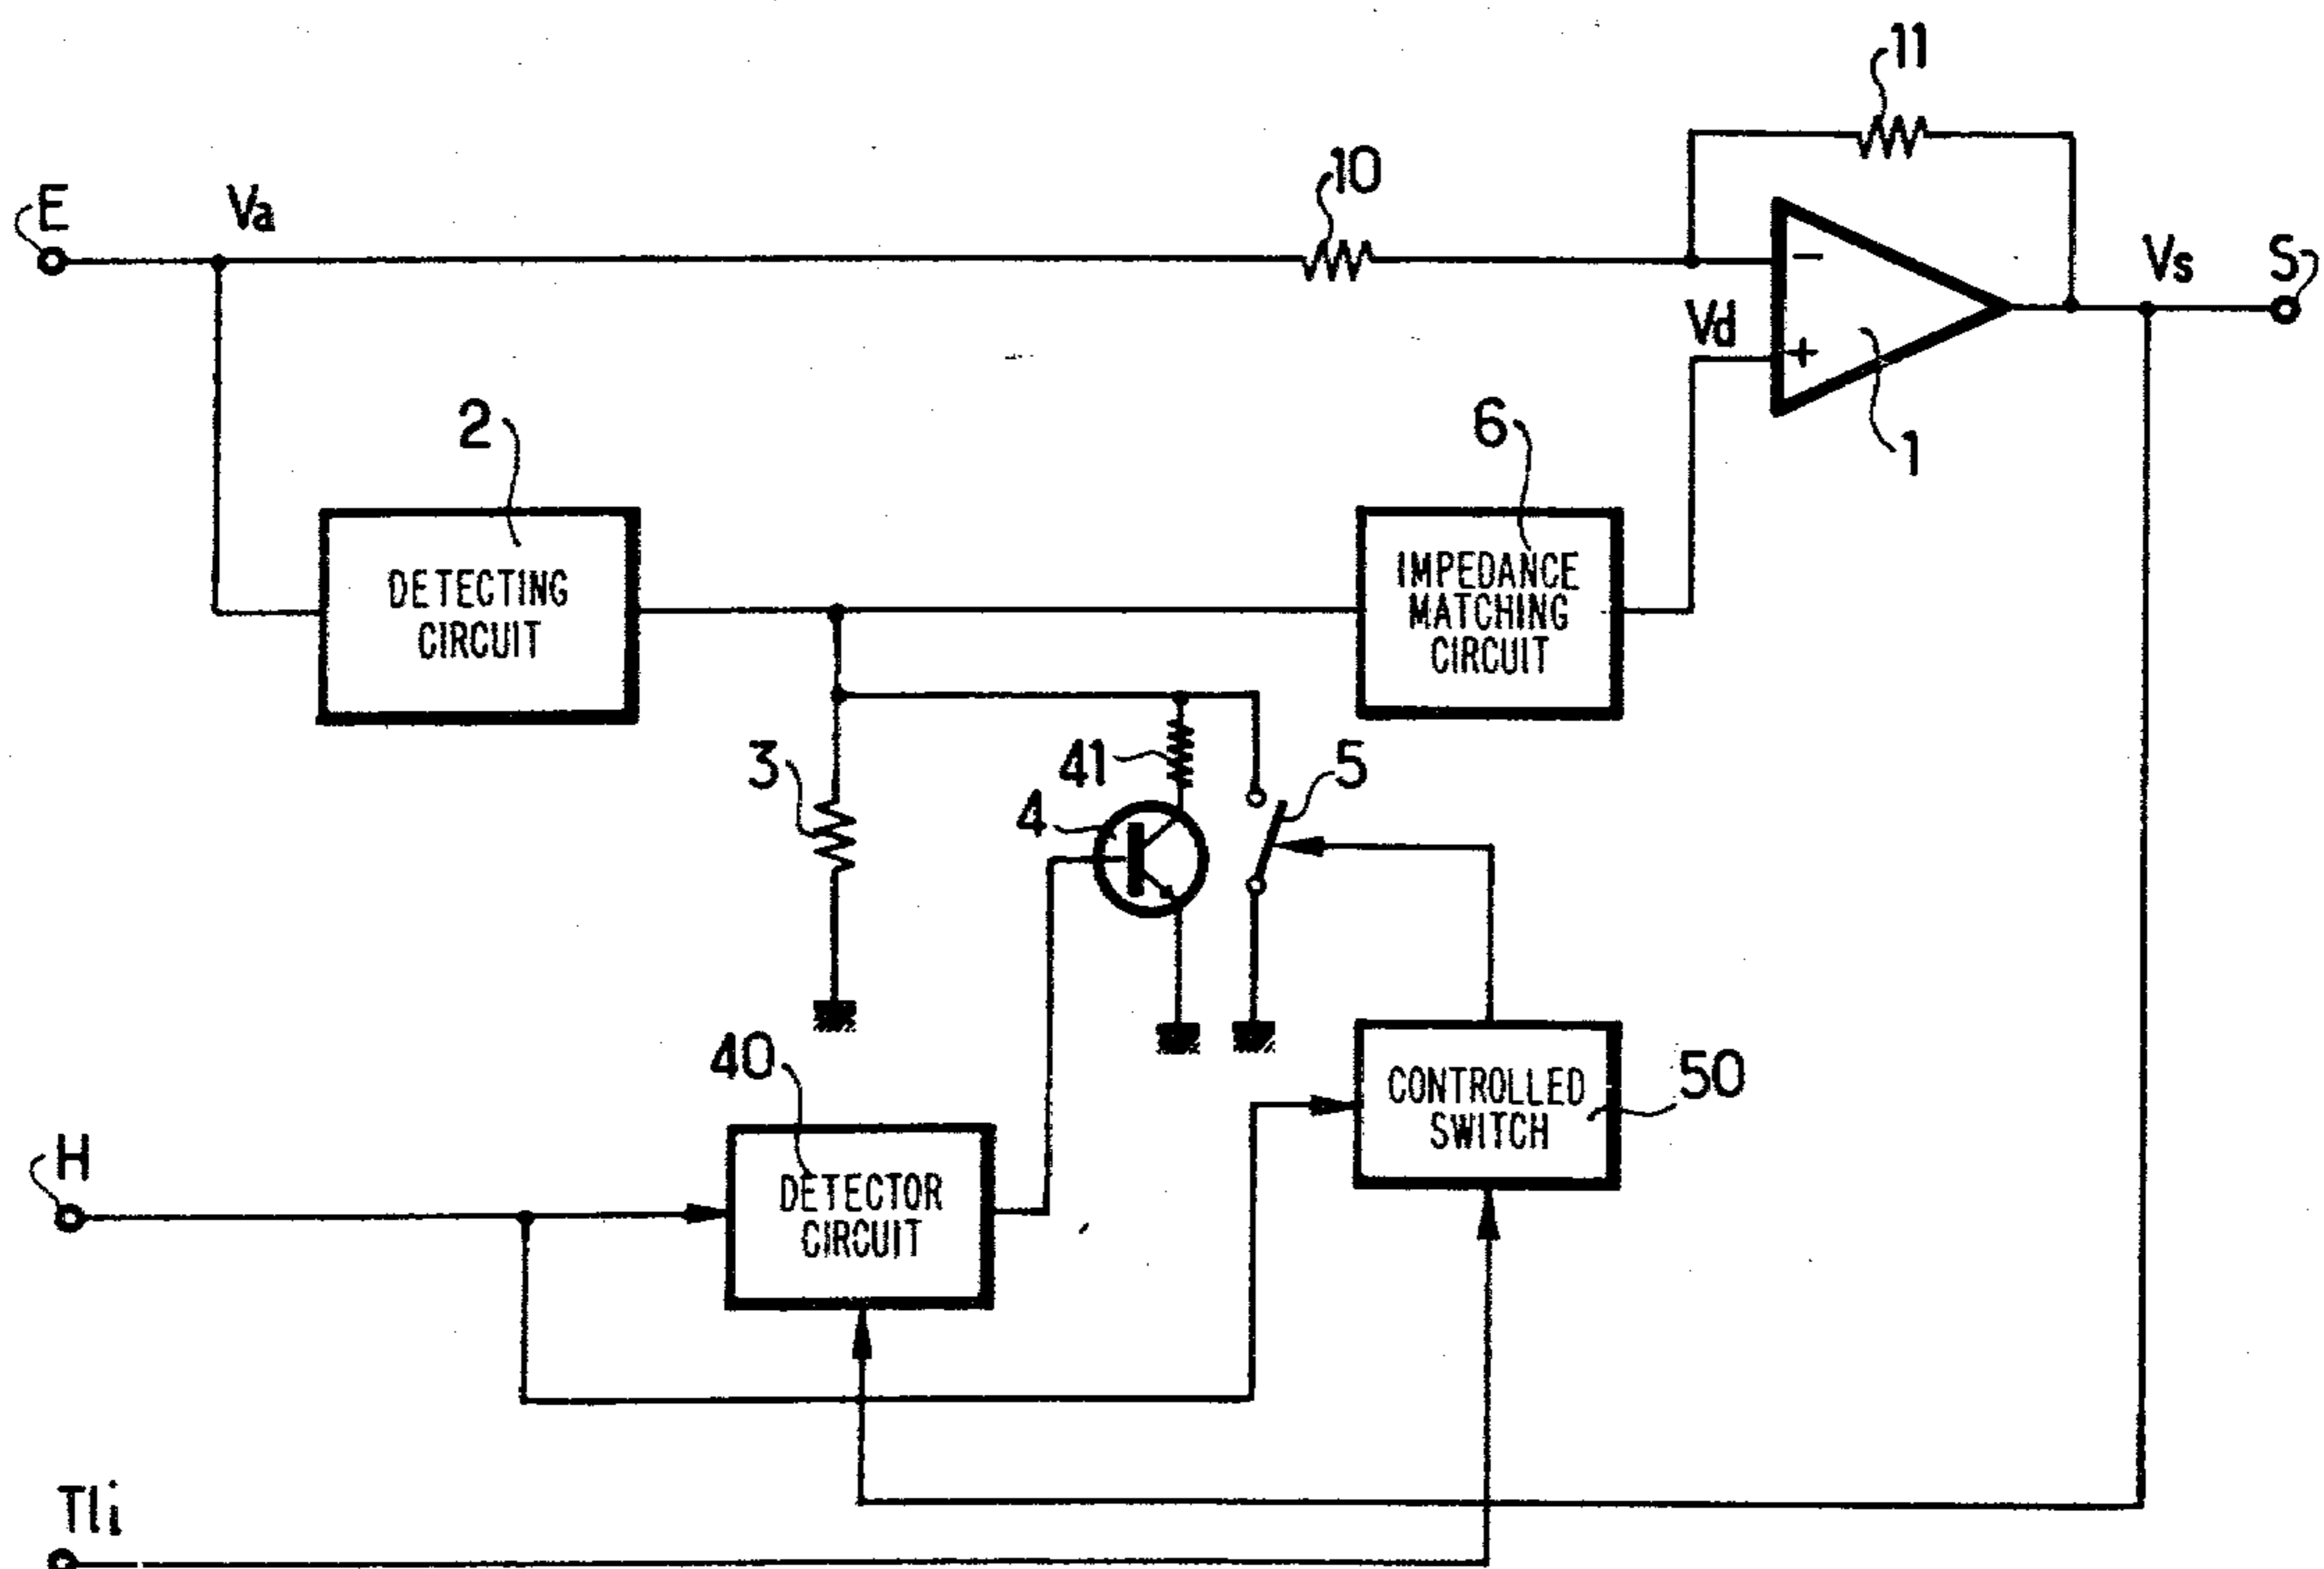 11
10
E
Va
−
Vs
S
Vd
+
1
2
6
DETECTING
CIRCUIT
IMPEDANCE
MATCHING
CIRCUIT
3
41
5
4
40
50
CONTROLLED
SWITCH
H
DETECTOR
CIRCUIT
Tli